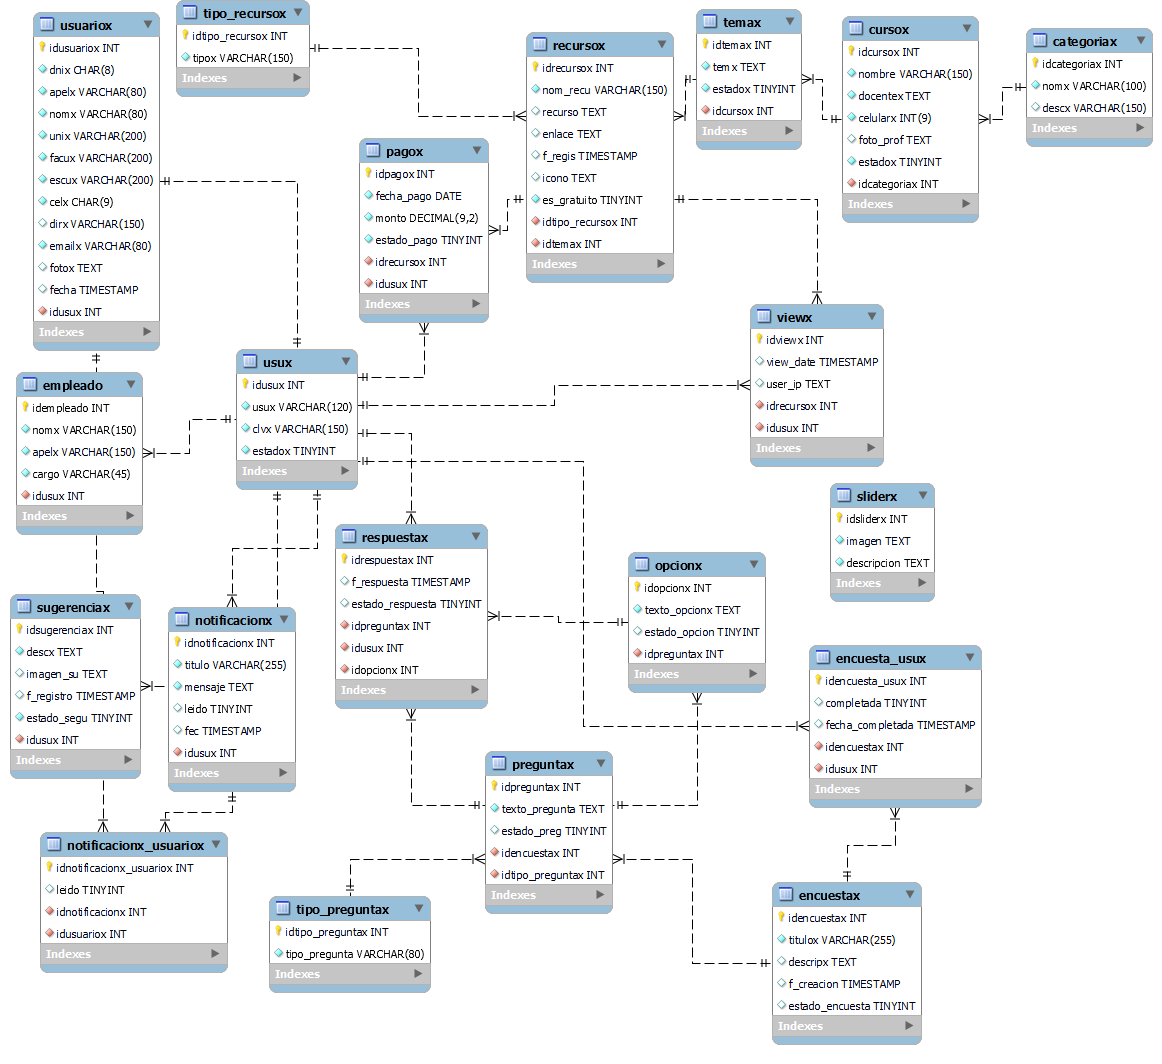 usuariox
idusuariox INT
dnix CHAR(8)
apelx VARCHAR(80)
nomx VARCHAR(80)
unix VARCHAR(200)
facux VARCHAR(200)
escux VARCHAR(200)
celx CHAR(9)
dirx VARCHAR(150)
emailx VARCHAR(80)
fotox TEXT
fecha TIMESTAMP
idusux INT
Indexes
tipo_recursox
idtipo_recursox INT
tipox VARCHAR(150)
Indexes
recursox
idrecursox INT
nom_recu VARCHAR(150)
recurso TEXT
enlace TEXT
f_regis TIMESTAMP
icono TEXT
es_gratuito TINYINT
idtipo_recursox INT
idtemax INT
Indexes
temax
idtemax INT
temx TEXT
estadox TINYINT
idcursox INT
Indexes
cursox
idcursox INT
nombre VARCHAR(150)
docentex TEXT
celularx INT(9)
foto_prof TEXT
estadox TINYINT
idcategoriax INT
Indexes
categoriax
idcategoriax INT
nomx VARCHAR(100)
descx VARCHAR(150)
Indexes
pagox
idpagox INT
fecha_pago DATE
monto DECIMAL(9,2)
estado_pago TINYINT
idrecursox INT
idusux INT
Indexes
viewx
idviewx INT
view_date TIMESTAMP
user_ip TEXT
idrecursox INT
idusux INT
Indexes
usux
idusux INT
usux VARCHAR(120)
clvx VARCHAR(150)
estadox TINYINT
Indexes
empleado
idempleado INT
nomx VARCHAR(150)
apelx VARCHAR(150)
cargo VARCHAR(45)
idusux INT
Indexes
sliderx
idsliderx INT
imagen TEXT
descripcion TEXT
Indexes
respuestax
idrespuestax INT
f_respuesta TIMESTAMP
estado_respuesta TINYINT
idpreguntax INT
idusux INT
idopcionx INT
Indexes
opcionx
idopcionx INT
texto_opcionx TEXT
estado_opcion TINYINT
idpreguntax INT
Indexes
sugerenciax
idsugerenciax INT
descx TEXT
imagen_su TEXT
f_registro TIMESTAMP
estado_segu TINYINT
idusux INT
Indexes
notificacionx
idnotificacionx INT
titulo VARCHAR(255)
mensaje TEXT
leido TINYINT
fec TIMESTAMP
idusux INT
Indexes
encuesta_usux
idencuesta_usux INT
completada TINYINT
fecha_completada TIMESTAMP
idencuestax INT
idusux INT
Indexes
preguntax
idpreguntax INT
texto_pregunta TEXT
estado_preg TINYINT
idencuestax INT
idtipo_preguntax INT
Indexes
notificacionx_usuariox
idnotificacionx_usuariox INT
leido TINYINT
idnotificacionx INT
idusuariox INT
Indexes
tipo_preguntax
idtipo_preguntax INT
tipo_pregunta VARCHAR(80)
Indexes
encuestax
idencuestax INT
titulox VARCHAR(255)
descripx TEXT
f_creacion TIMESTAMP
estado_encuesta TINYINT
Indexes